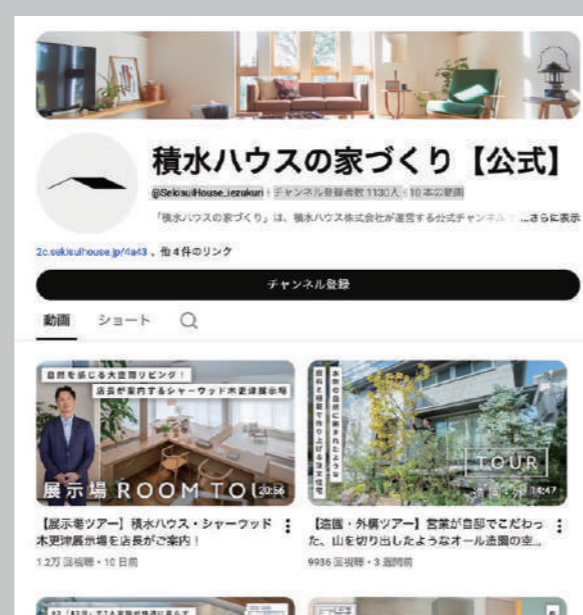 積水ハウスの家づくり【公式】
@SekisuiHouse_iezukuri・チャンネル登録者数 1130人・10 本の動画
「積水ハウスの家づくり」は、積水ハウス株式会社が運営する公式チャンネル ...さらに表示
2c.sekisuihouse.jp/4a43、他 4 件のリンク
チャンネル登録
動画 ショート
自然を感じる大空間リビング！
店長が案内するシャーウッド木更津展示場
展示場 ROOM TOU
20:56
TOUR
造園・外
14:47
【展示場ツアー】積水ハウス・シャーウッド
木更津展示場を店長がご案内！
1.2万 回視聴・10 日前
【造園・外構ツアー】営業が自邸でこだわっ
た、山を切り出したようなオール造園の空...
9936 回視聴・3 週間前